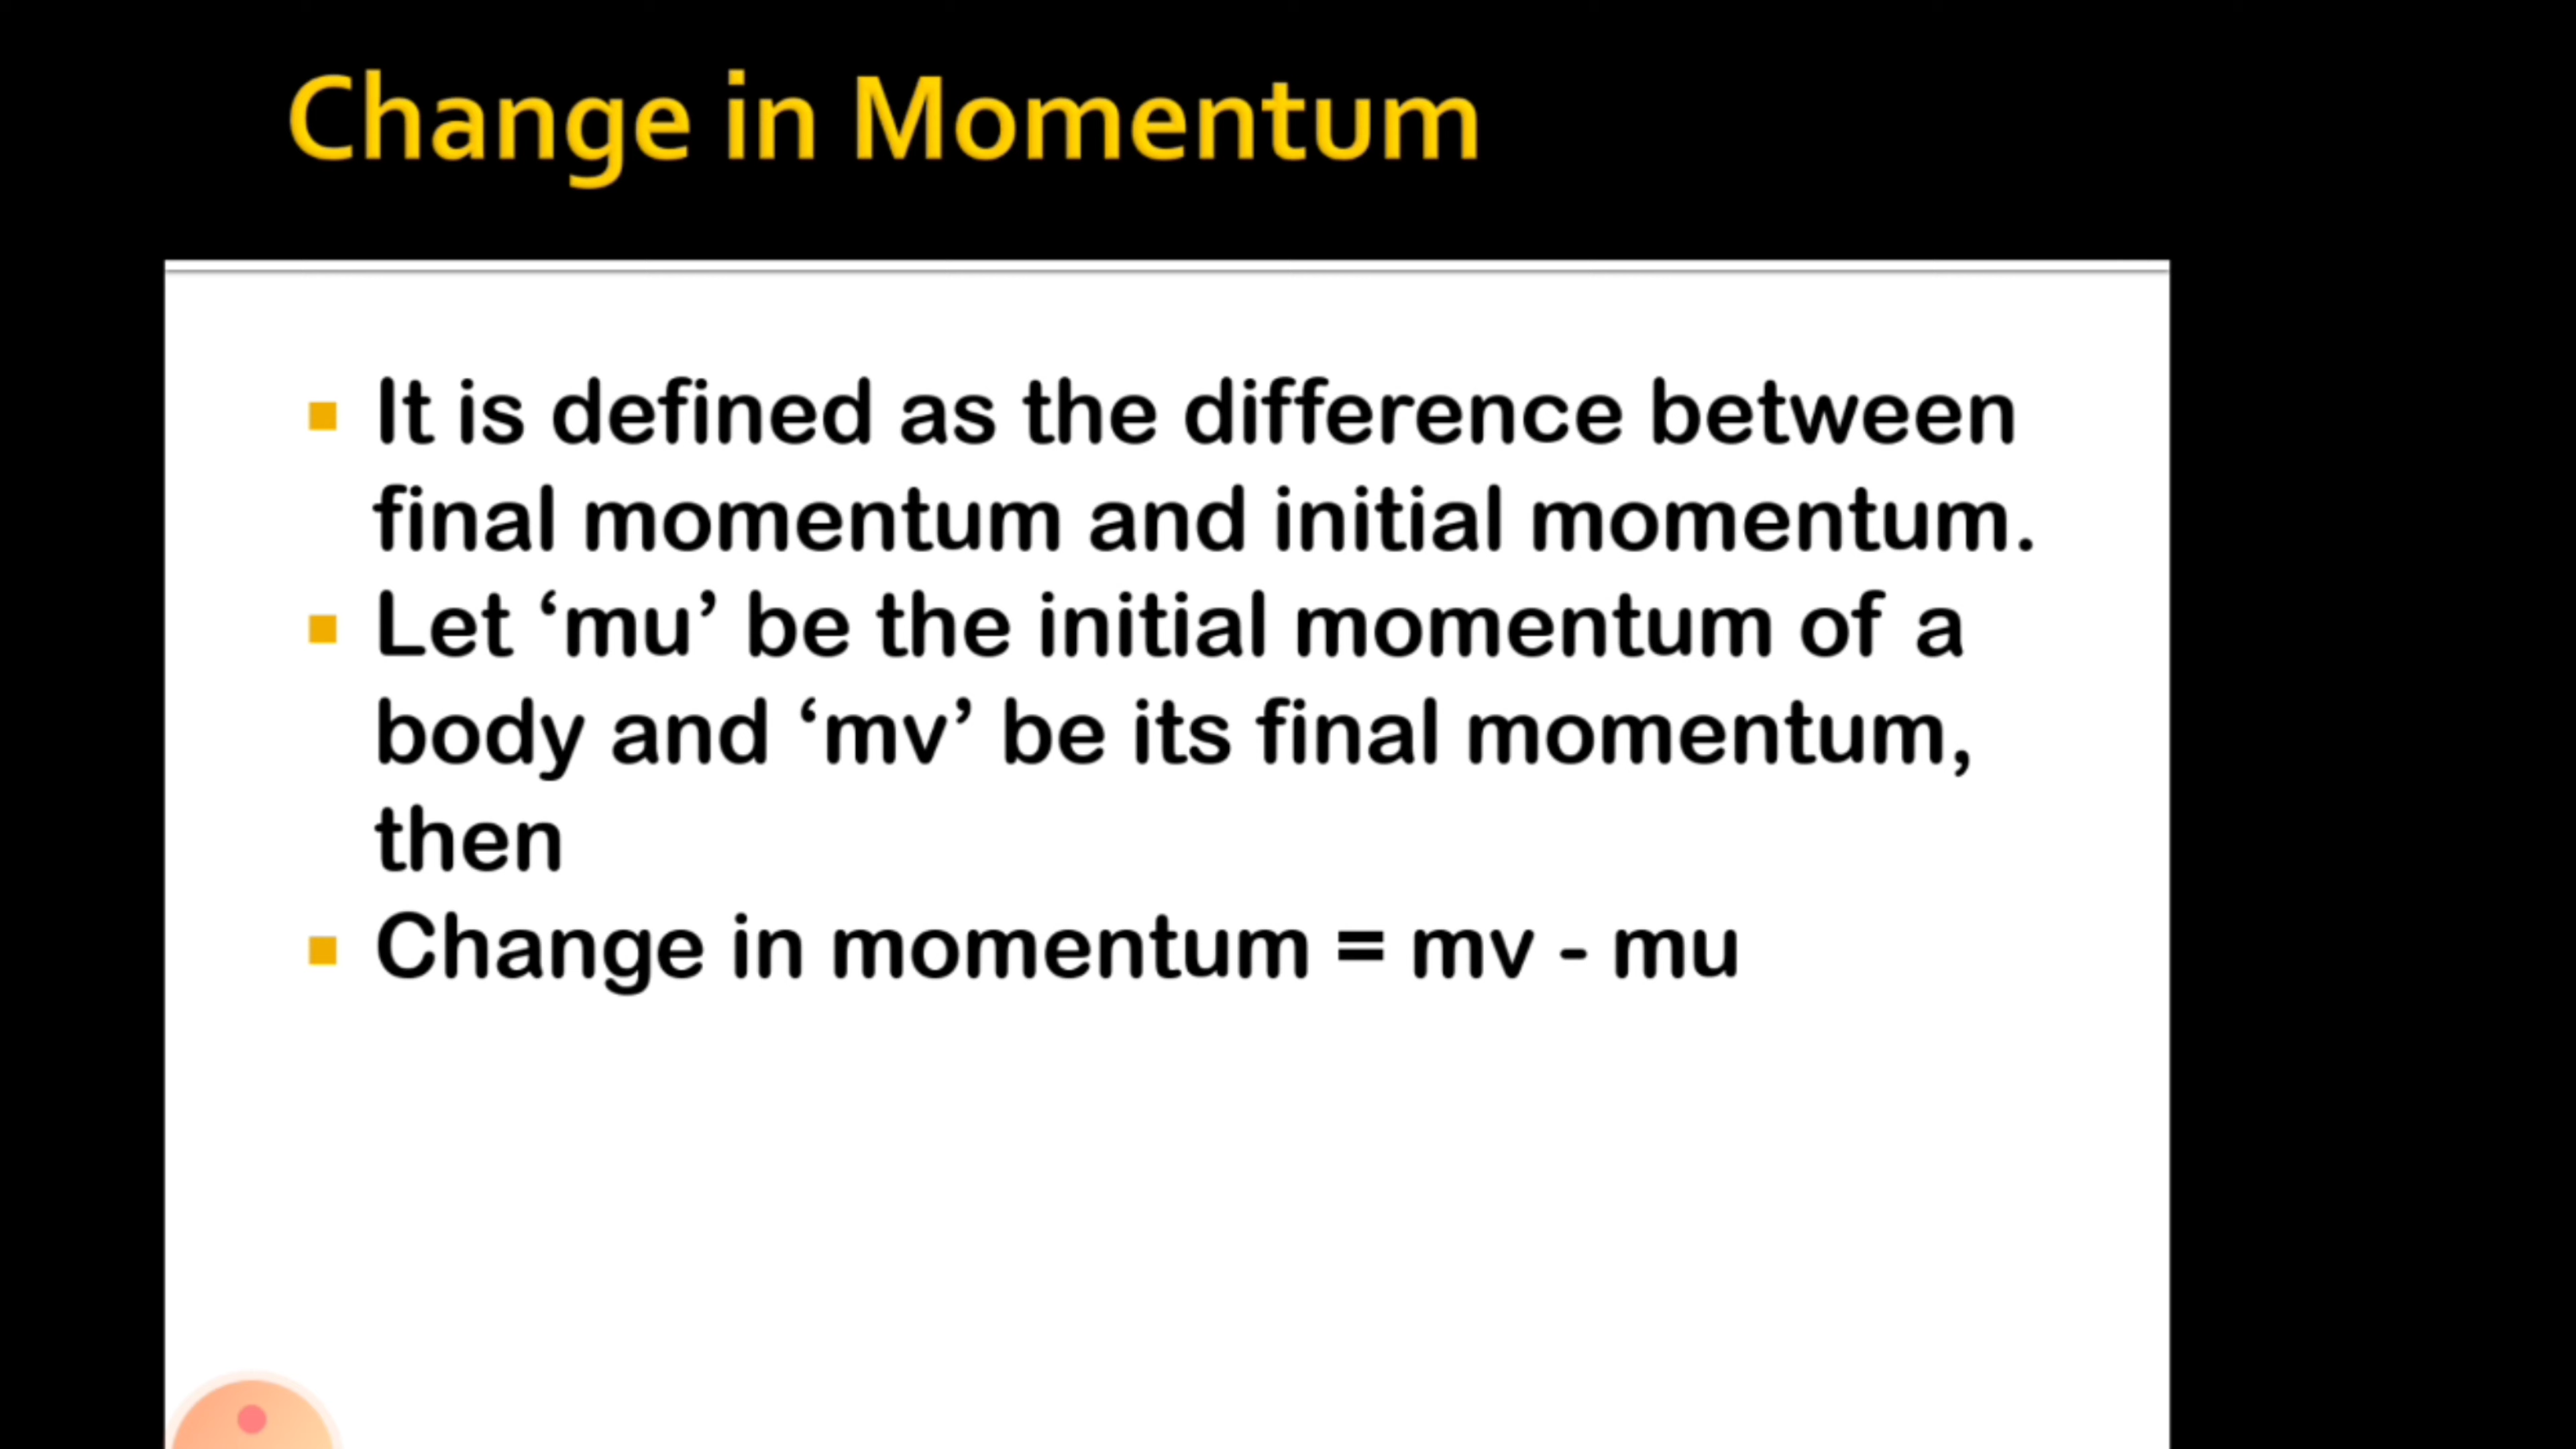 Change in Momentum
It is defined as the difference between
final momentum and initial momentum.
Let ‘mu’ be the initial momentum of a
body and ‘mv’ be its final momentum,
then
Change in momentum = mv - mu